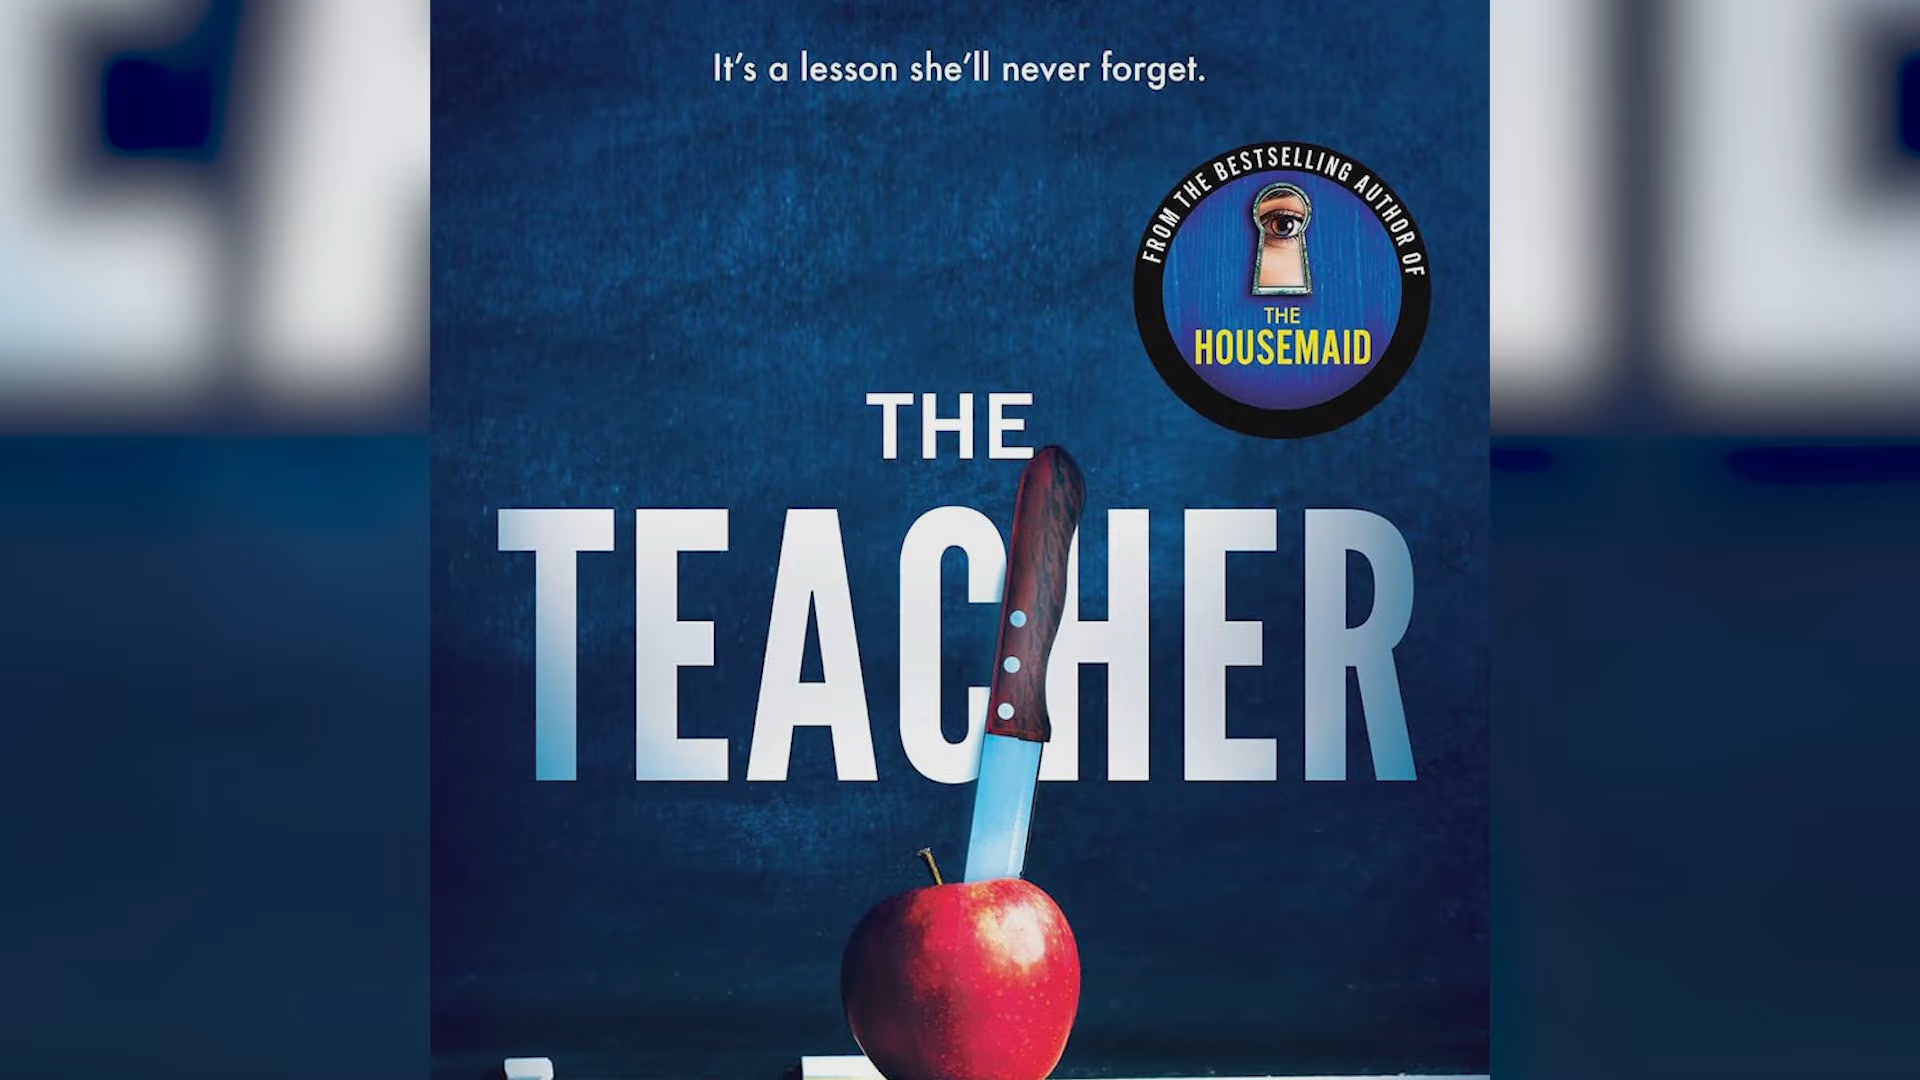 It's a lesson she'll never forget.
FROM THE BESTSELLING AUTHOR OF
THE
HOUSEMAID
THE
TEACHER